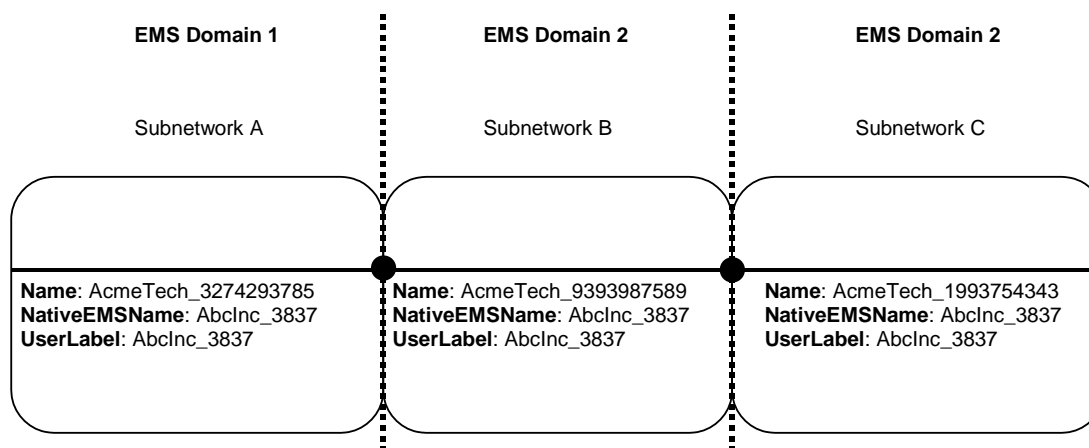 EMS Domain 1
EMS Domain 2
EMS Domain 2
Subnetwork A
Subnetwork B
Subnetwork C
Name: AcmeTech_3274293785
NativeEMSName: AbcInc_3837
UserLabel: AbcInc_3837
Name: AcmeTech_9393987589
NativeEMSName: AbcInc_3837
UserLabel: AbcInc_3837
Name: AcmeTech_1993754343
NativeEMSName: AbcInc_3837
UserLabel: AbcInc_3837